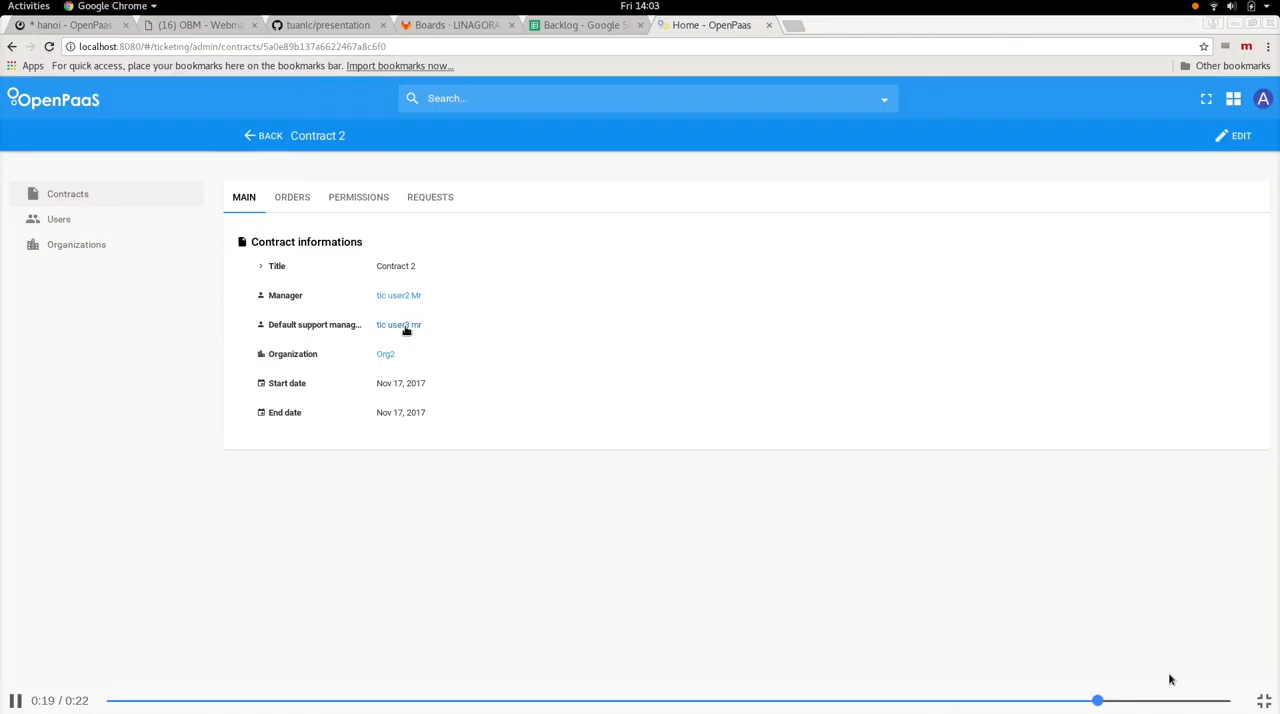 Activities Google Chrome Fri 14:03
* hanoi - OpenPaas (16) OBM - Webma tuanlc/presentation Boards · LINAGORA Backlog - Google S Home - OpenPaas
localhost:8080/#/ticketing/admin/contracts/5a0e89b137a6622467a8c6f0
Apps For quick access, place your bookmarks here on the bookmarks bar. Import bookmarks now... Other bookmarks
OpenPaaS Search... A
BACK Contract 2 EDIT
Contracts
Users
Organizations
MAIN ORDERS PERMISSIONS REQUESTS
Contract informations
Title Contract 2
Manager tic user2 Mr
Default support manag... tic user3 mr
Organization Org2
Start date Nov 17, 2017
End date Nov 17, 2017
0:19 / 0:22